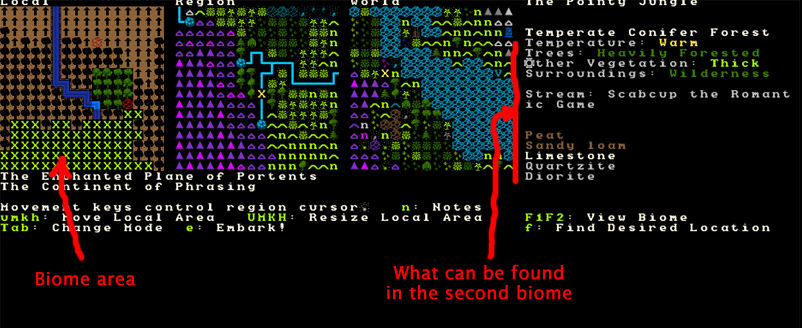 Local Region World The Pointy Jungle
Temperate Conifer Forest
Temperature: Warm
Trees: Heavily Forested
Other Vegetation: Thick
Surroundings: Wilderness
Stream: Scabcup the Romant
ic Game
Peat
Sandy loam
Limestone
Quartzite
Diorite
The Enchanted Plane of Portents
The Continent of Phrasing
Movement keys control region cursor. n: Notes
umkh: Move Local Area UMKH: Resize Local Area F1F2: View Biome
Tab: Change Mode e: Embark! f: Find Desired Location
Biome area
What can be found
in the second biome